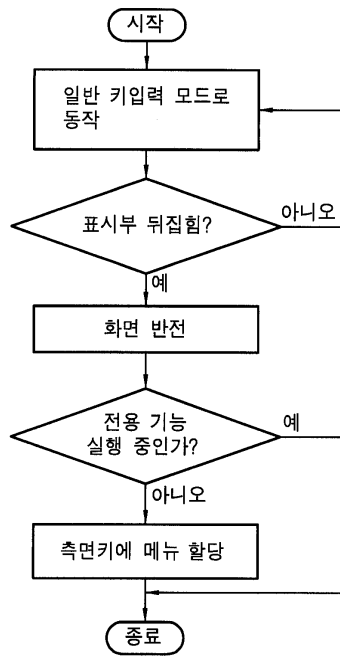 시작
일반 키입력 모드로
동작
표시부 뒤집힘?
아니오
예
화면 반전
전용 기능
실행 중인가?
예
아니오
측면키에 메뉴 할당
종료